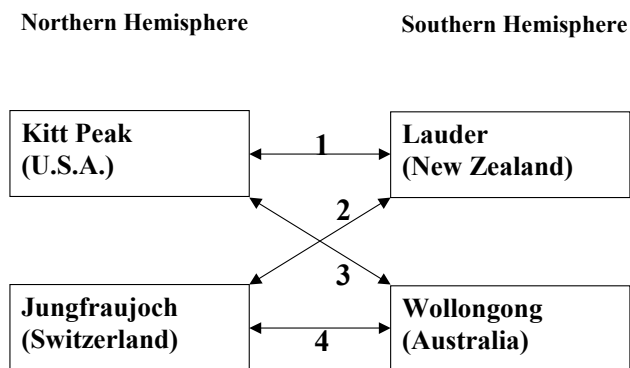 Northern Hemisphere
Southern Hemisphere
Kitt Peak
(U.S.A.)
1
Lauder
(New Zealand)
2
3
Jungfraujoch
(Switzerland)
4
Wollongong
(Australia)